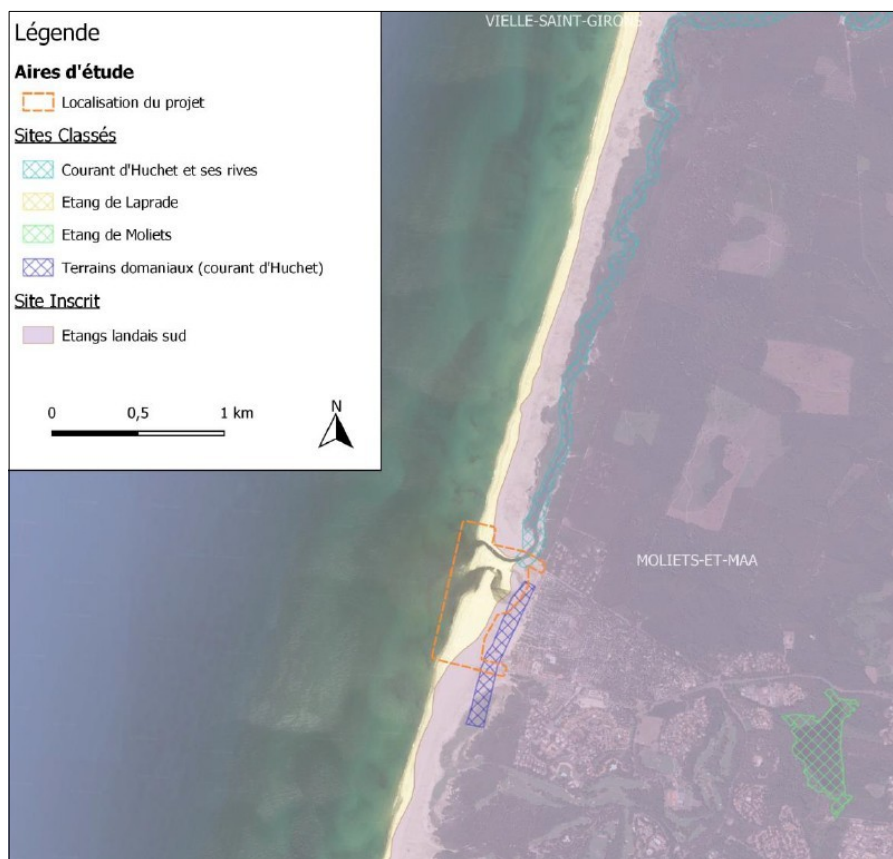 Légende
Aires d'étude
Localisation du projet
Sites Classés
Courant d'Huchet et ses rives
Etang de Laprade
Etang de Moliets
Terrains domaniaux (courant d'Huchet)
Site Inscrit
Etangs landais sud
0 0,5 1 km
N
VIELLE-SAINT-GIRONS
MOLIETS-ET-MAA